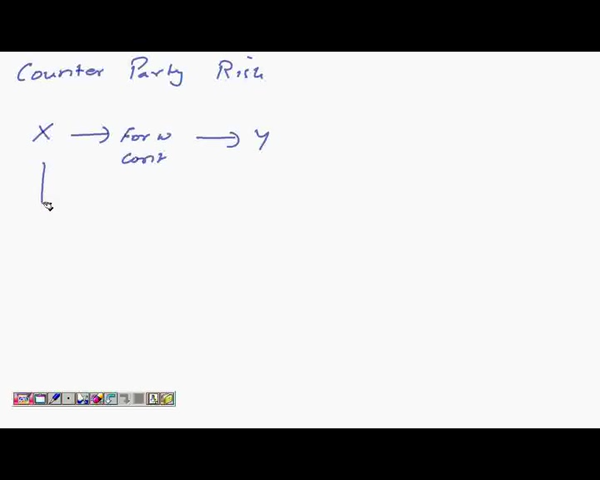 Counter Party Risk
X → Forw → Y
cont